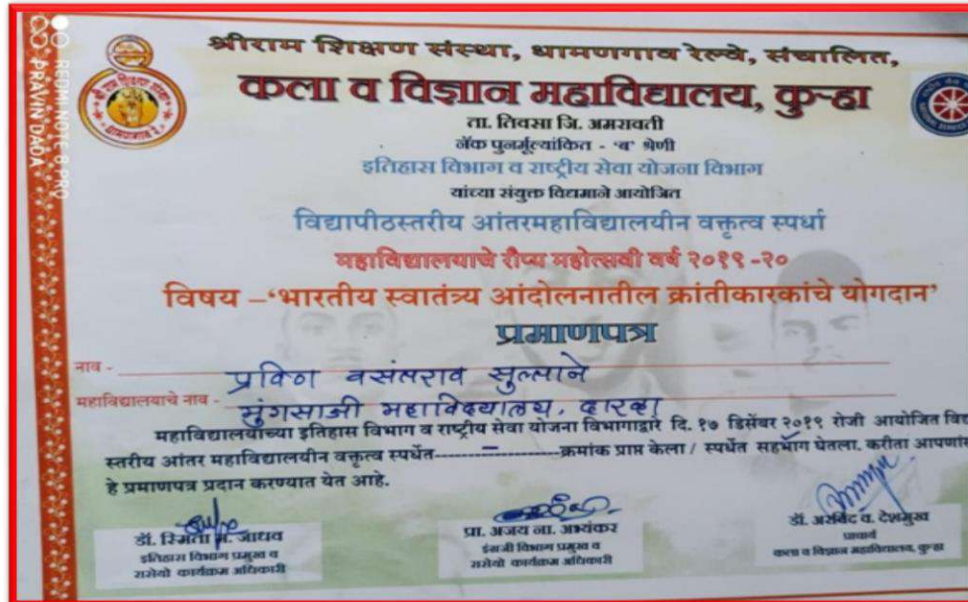 श्रीराम शिक्षण संस्था, धामणगाव रेल्वे, संचालित,
कला व विज्ञान महाविद्यालय, कुऱ्हा
ता. तिवसा जि. अमरावती
नॅक पुनर्मूल्यांकित - 'ब' श्रेणी
इतिहास विभाग व राष्ट्रीय सेवा योजना विभाग
यांच्या संयुक्त विद्यमाने आयोजित
विद्यापीठस्तरीय आंतरमहाविद्यालयीन वक्तृत्व स्पर्धा
महाविद्यालयाचे रौप्य महोत्सवी वर्ष २०१९-२०
विषय –'भारतीय स्वातंत्र्य आंदोलनातील क्रांतीकारकांचे योगदान'
प्रमाणपत्र
नाव - प्रविण वसंतराव सुलताने
महाविद्यालयाचे नाव - मुंगसाजी महाविद्यालय, दारव्हा
महाविद्यालयाच्या इतिहास विभाग व राष्ट्रीय सेवा योजना विभागाद्वारे दि. १७ डिसेंबर २०१९ रोजी आयोजित
स्तरीय आंतर महाविद्यालयीन वक्तृत्व स्पर्धेत-----------–----------क्रमांक प्राप्त केला / स्पर्धेत सहभाग घेतला. करीता
हे प्रमाणपत्र प्रदान करण्यात येत आहे.
डॉ. स्मिता जाधव
इतिहास विभाग प्रमुख व
रासेयो कार्यक्रम अधिकारी
प्रा. अजय ना. अभ्यंकर
इंग्रजी विभाग प्रमुख व
रासेयो कार्यक्रम अधिकारी
डॉ. अरविंद व. देशमुख
प्राचार्य
कला व विज्ञान महाविद्यालय, कुऱ्हा
REDMI NOTE 8 PRO
PRAVIN DADA